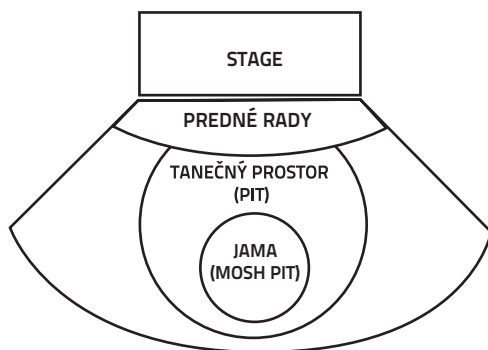 STAGE
PREDNÉ RADY
TANEČNÝ PROSTOR
(PIT)
JAMA
(MOSH PIT)